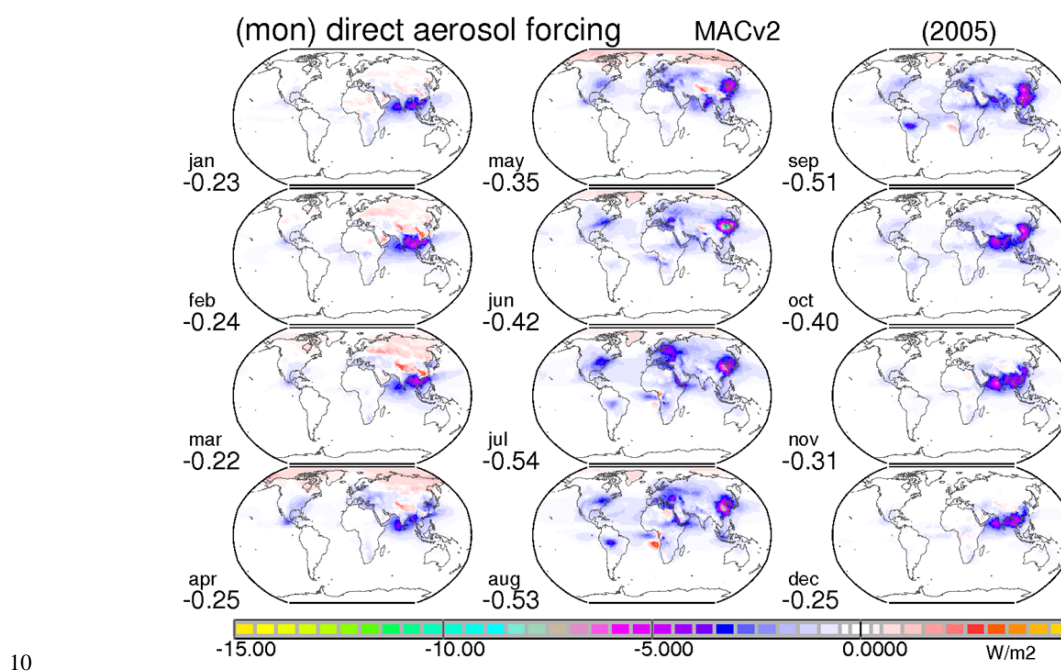 (mon) direct aerosol forcing MACv2 (2005)
jan
-0.23
may
-0.35
sep
-0.51
feb
-0.24
jun
-0.42
oct
-0.40
mar
-0.22
jul
-0.54
nov
-0.31
apr
-0.25
aug
-0.53
dec
-0.25
-15.00 -10.00 -5.000 0.0000 W/m2
10